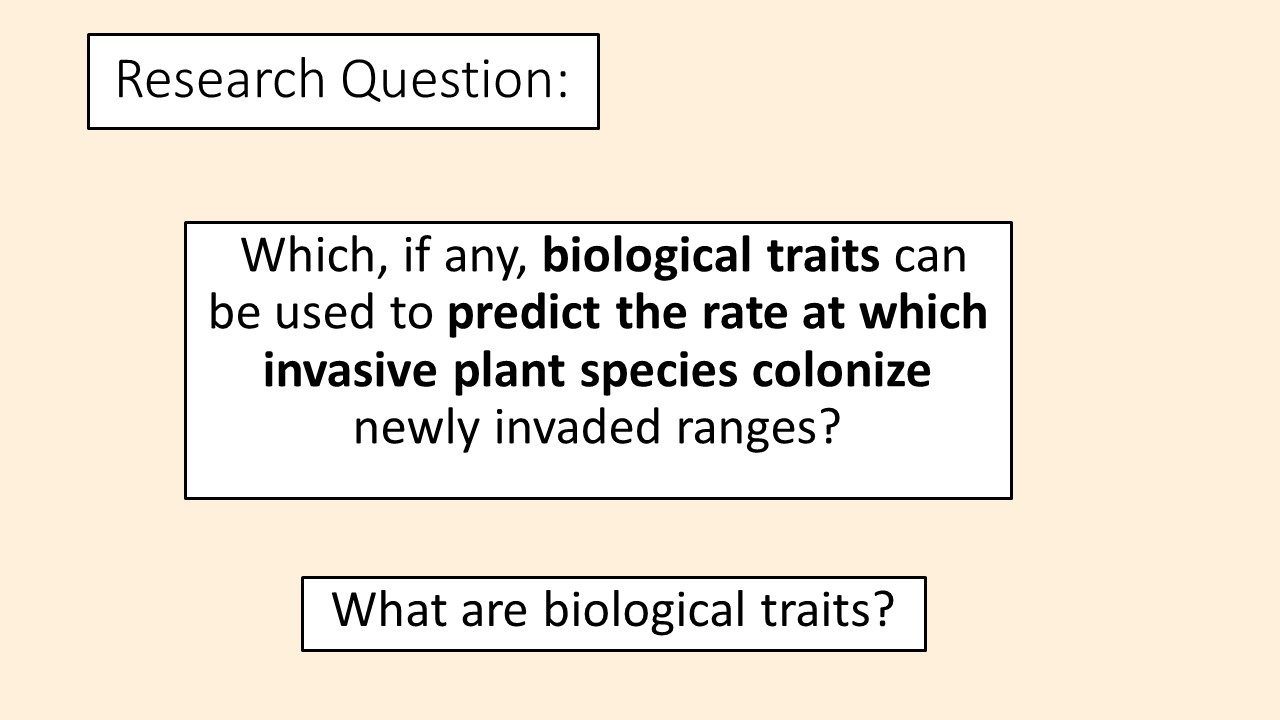 Research Question:
Which, if any, biological traits can
be used to predict the rate at which
invasive plant species colonize
newly invaded ranges?
What are biological traits?